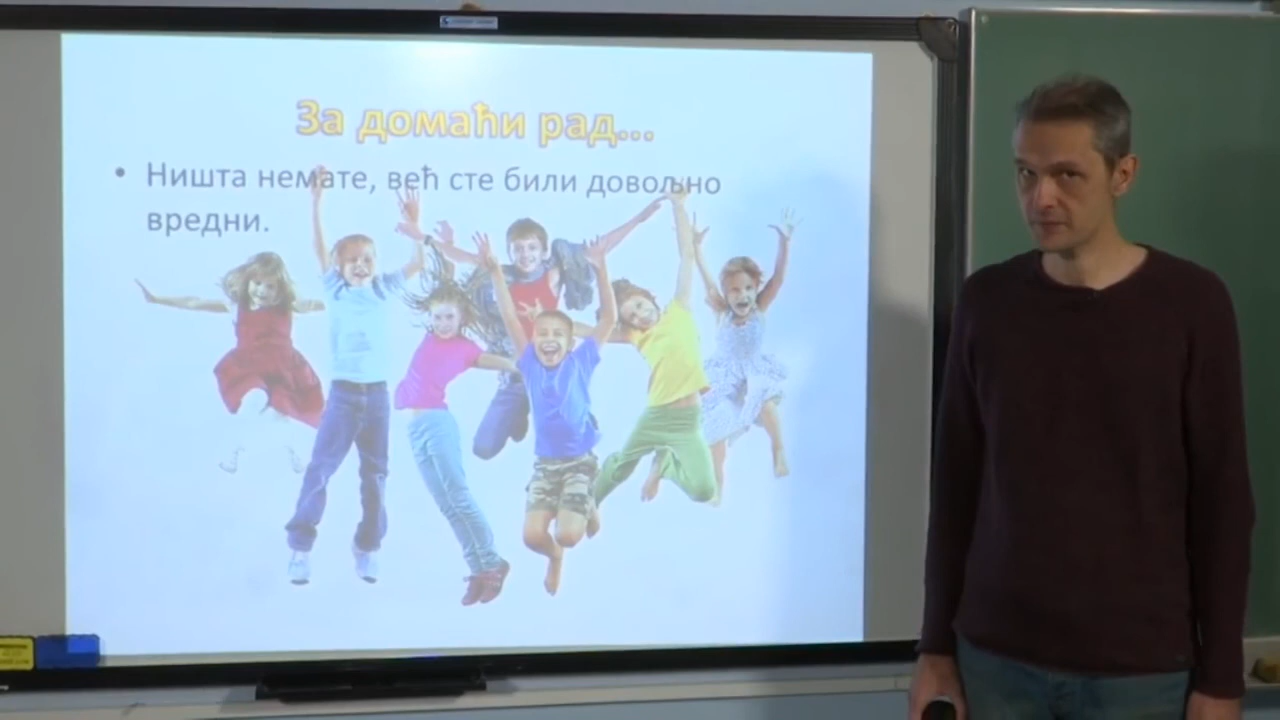 За домаћи рад...
• Ништа немате, већ сте били довољно
вредни.